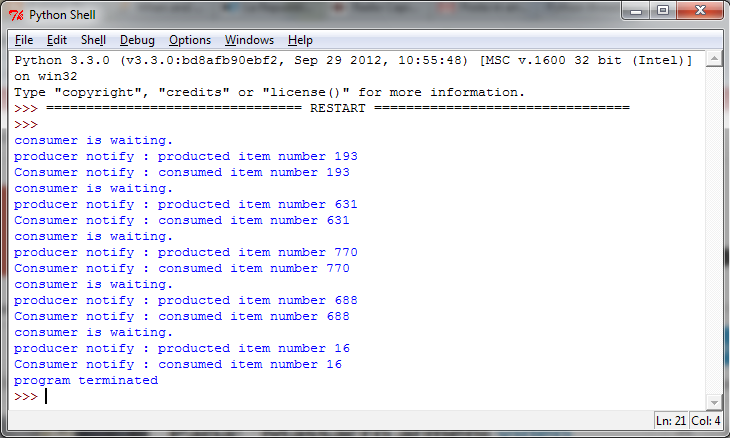 Python Shell
File Edit Shell Debug Options Windows Help
Python 3.3.0 (v3.3.0:bd8afb90ebf2, Sep 29 2012, 10:55:48) [MSC v.1600 32 bit (Intel)]
on win32
Type "copyright", "credits" or "license()" for more information.
>>> ================================ RESTART ================================
>>>
consumer is waiting.
producer notify : producted item number 193
Consumer notify : consumed item number 193
consumer is waiting.
producer notify : producted item number 631
Consumer notify : consumed item number 631
consumer is waiting.
producer notify : producted item number 770
Consumer notify : consumed item number 770
consumer is waiting.
producer notify : producted item number 688
Consumer notify : consumed item number 688
consumer is waiting.
producer notify : producted item number 16
Consumer notify : consumed item number 16
program terminated
>>>
Ln: 21 Col: 4